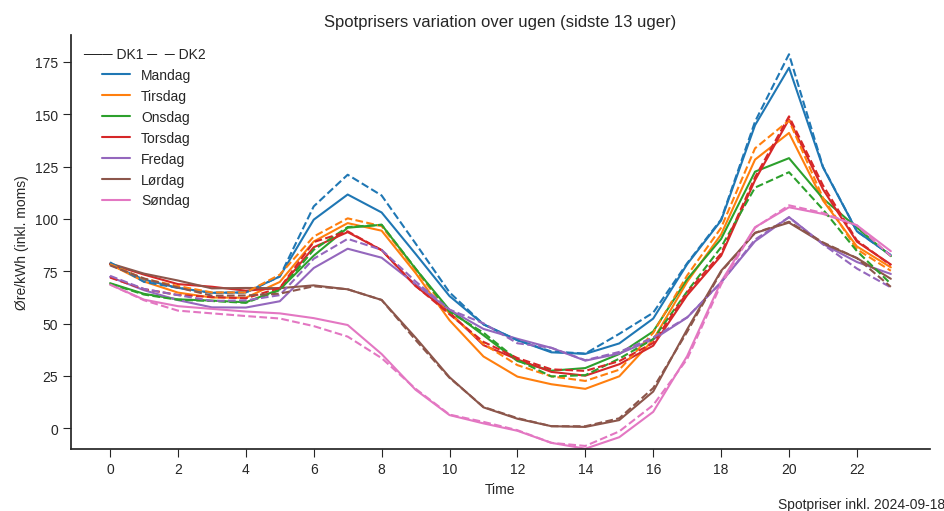 Spotprisers variation over ugen (sidste 13 uger)
DK1 DK2
Mandag
Tirsdag
Onsdag
Torsdag
Fredag
Lørdag
Søndag
Øre/kWh (inkl. moms)
175
150
125
100
75
50
25
0
0 2 4 6 8 10 12 14 16 18 20 22
Time
Spotpriser inkl. 2024-09-18